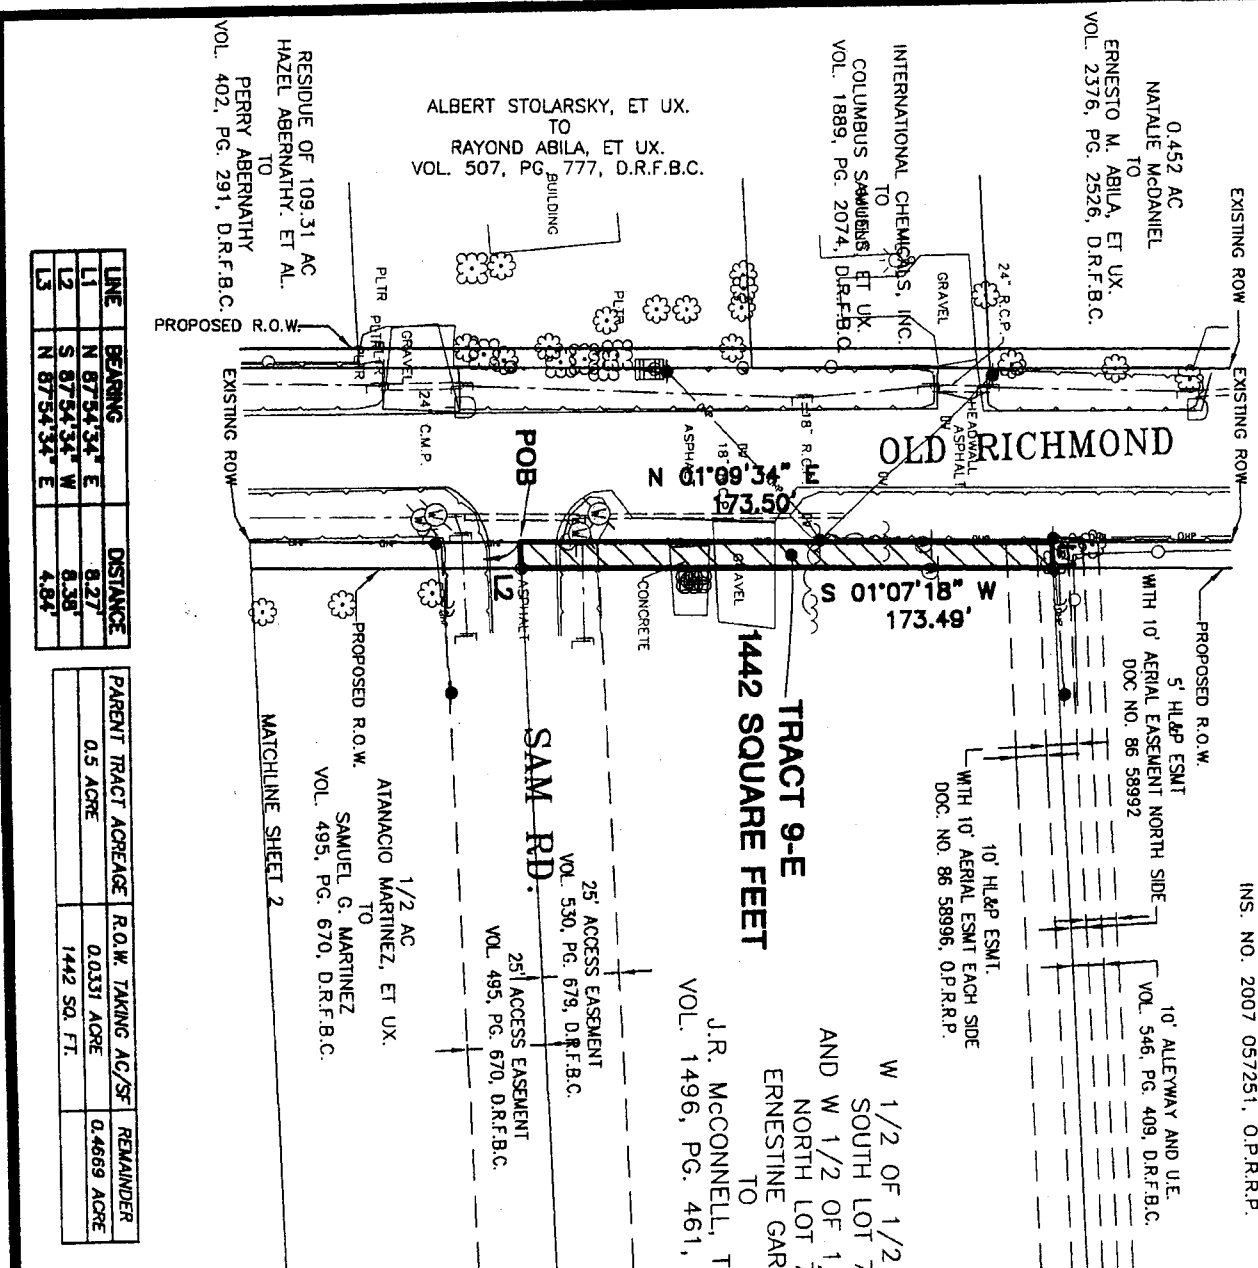 0.452 AC
NATALIE McDANIEL
TO
ERNESTO M. ABILA, ET UX.
VOL. 2376, PG. 2526, D.R.F.B.C.
EXISTING ROW
INTERNATIONAL CHEMICALS, INC.
TO
COLUMBUS SAMUELS ET UX.
VOL. 1889, PG. 2074, D.R.F.B.C.
ALBERT STOLARSKY, ET UX.
TO
RAYOND ABILA, ET UX.
VOL. 507, PG. 777, D.R.F.B.C.
BUILDING
RESIDUE OF 109.31 AC
HAZEL ABERNATHY. ET AL.
TO
PERRY ABERNATHY
VOL. 402, PG. 291, D.R.F.B.C.
PROPOSED R.O.W.
EXISTING ROW
EXISTING ROW
PLTR
PLTR
PLTR
PLTR
PLTR
GRAVEL
24" C.M.P.
GRAVEL
24" R.C.P.
HEADWALL
ASPHALT
OLD RICHMOND
ASPHALT
18"
18" R.C.P.
N 01°09'34" E
173.50'
POB
L2
ASPHALT
CONCRETE
GRAVEL
S 01°07'18" W
173.49'
TRACT 9-E
1442 SQUARE FEET
SAM RD.
PROPOSED R.O.W.
PROPOSED R.O.W.
5' HL&P ESMT
WITH 10' AERIAL EASEMENT NORTH SIDE
DOC NO. 86 58992
10' HL&P ESMT.
WITH 10' AERIAL ESMT EACH SIDE
DOC. NO. 86 58996, O.P.R.R.P.
INS. NO. 2007 057251, O.P.R.R.P.
10' ALLEYWAY AND U.E.
VOL. 546, PG. 409, D.R.F.B.C.
25' ACCESS EASEMENT
VOL. 530, PG. 679, D.R.F.B.C.
25' ACCESS EASEMENT
VOL. 495, PG. 670, D.R.F.B.C.
1/2 AC
ATANACIO MARTINEZ, ET UX.
TO
SAMUEL G. MARTINEZ
VOL. 495, PG. 670, D.R.F.B.C.
MATCHLINE SHEET 2
W 1/2 OF 1/2
SOUTH LOT
AND W 1/2 OF
NORTH LOT
ERNESTINE GAR
TO
J.R. McCONNELL, T
VOL. 1496, PG. 461,
LINE BEARING DISTANCE
L1 N 87°54'34" E 8.27'
L2 S 87°54'34" W 8.38'
L3 N 87°54'34" E 4.84'
PARENT TRACT ACREAGE R.O.W. TAKING AC/SF REMAINDER
0.5 ACRE 0.0331 ACRE 0.4669 ACRE
1442 SQ. FT.